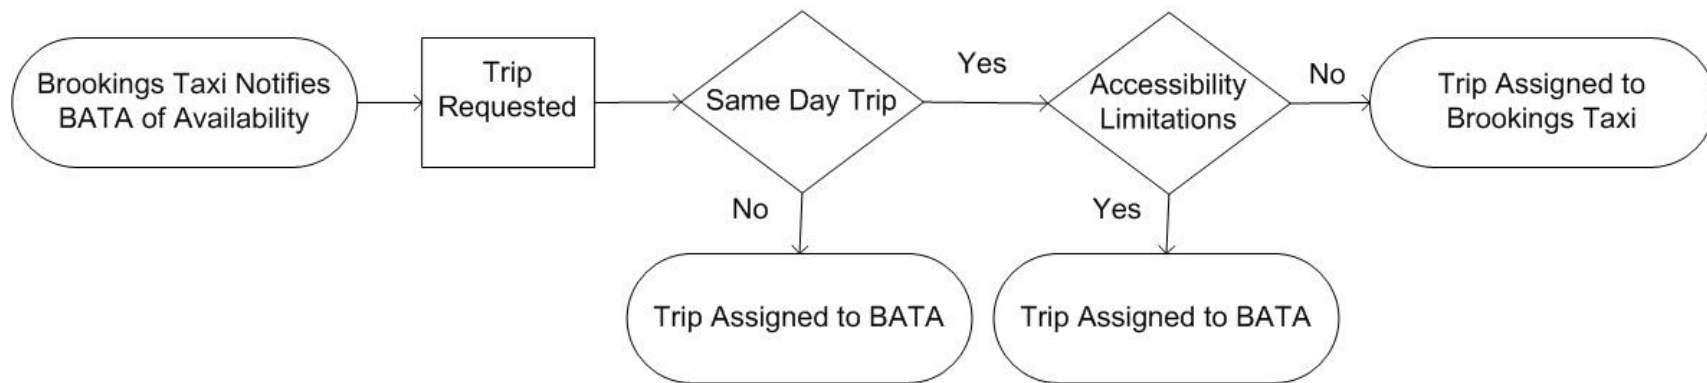 Brookings Taxi Notifies
BATA of Availability
Trip
Requested
Same Day Trip
Yes
Accessibility
Limitations
No
Trip Assigned to
Brookings Taxi
No
Yes
Trip Assigned to BATA
Trip Assigned to BATA